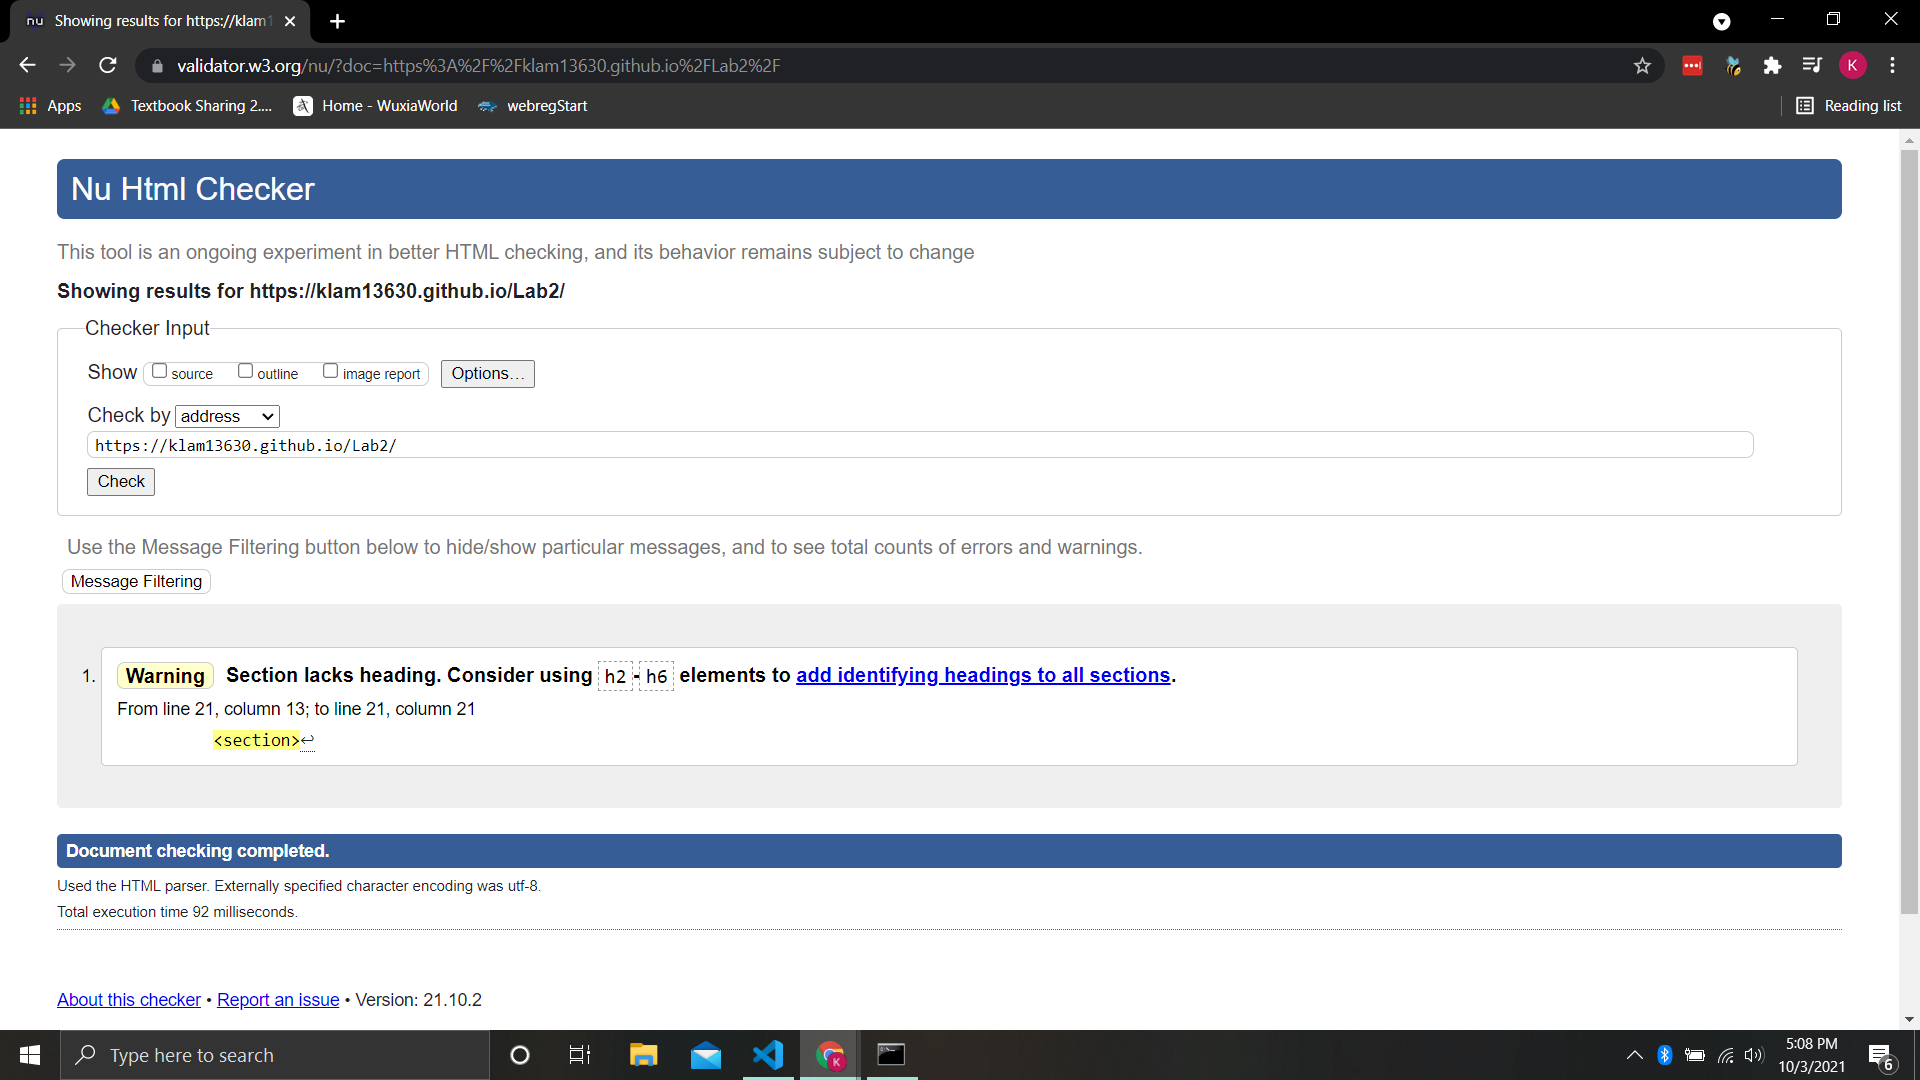 nu Showing results for https://klam1
validator.w3.org/nu/?doc=https%3A%2F%2Fklam13630.github.io%2FLab2%2F
K
Apps Textbook Sharing 2.... Home - WuxiaWorld webregStart Reading list
Nu Html Checker
This tool is an ongoing experiment in better HTML checking, and its behavior remains subject to change
Showing results for https://klam13630.github.io/Lab2/
Checker Input
Show source outline image report Options...
Check by address
https://klam13630.github.io/Lab2/
Check
Use the Message Filtering button below to hide/show particular messages, and to see total counts of errors and warnings.
Message Filtering
1. Warning Section lacks heading. Consider using h2-h6 elements to add identifying headings to all sections.
From line 21, column 13; to line 21, column 21
<section>↩
Document checking completed.
Used the HTML parser. Externally specified character encoding was utf-8.
Total execution time 92 milliseconds.
About this checker • Report an issue • Version: 21.10.2
Type here to search
K
5:08 PM
10/3/2021
6